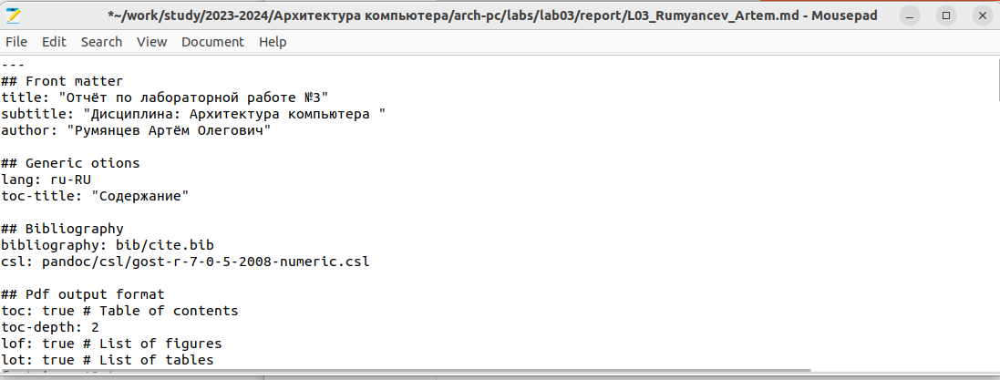 *~/work/study/2023-2024/Архитектура компьютера/arch-pc/labs/lab03/report/L03_Rumyancev_Artem.md - Mousepad
File Edit Search View Document Help
---
## Front matter
title: "Отчёт по лабораторной работе №3"
subtitle: "Дисциплина: Архитектура компьютера "
author: "Румянцев Артём Олегович"

## Generic otions
lang: ru-RU
toc-title: "Содержание"

## Bibliography
bibliography: bib/cite.bib
csl: pandoc/csl/gost-r-7-0-5-2008-numeric.csl

## Pdf output format
toc: true # Table of contents
toc-depth: 2
lof: true # List of figures
lot: true # List of tables